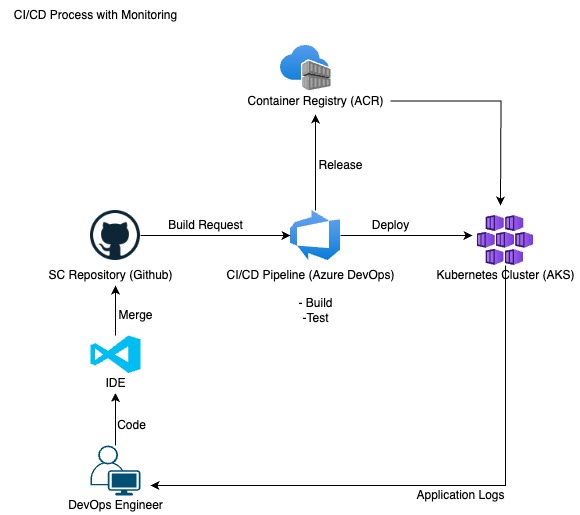 CI/CD Process with Monitoring
Container Registry (ACR)
Release
Build Request
Deploy
SC Repository (Github)
CI/CD Pipeline (Azure DevOps)
Kubernetes Cluster (AKS)
- Build
-Test
Merge
IDE
Code
Application Logs
DevOps Engineer